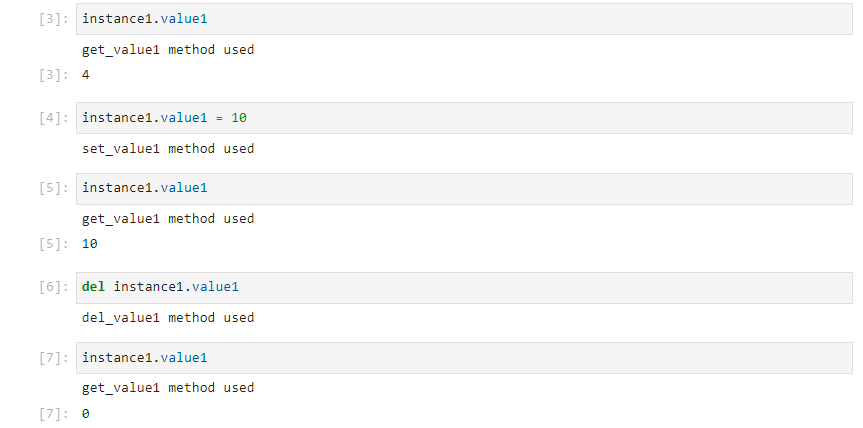 [3]: instance1.value1
get_value1 method used
[3]: 4
[4]: instance1.value1 = 10
set_value1 method used
[5]: instance1.value1
get_value1 method used
[5]: 10
[6]: del instance1.value1
del_value1 method used
[7]: instance1.value1
get_value1 method used
[7]: 0